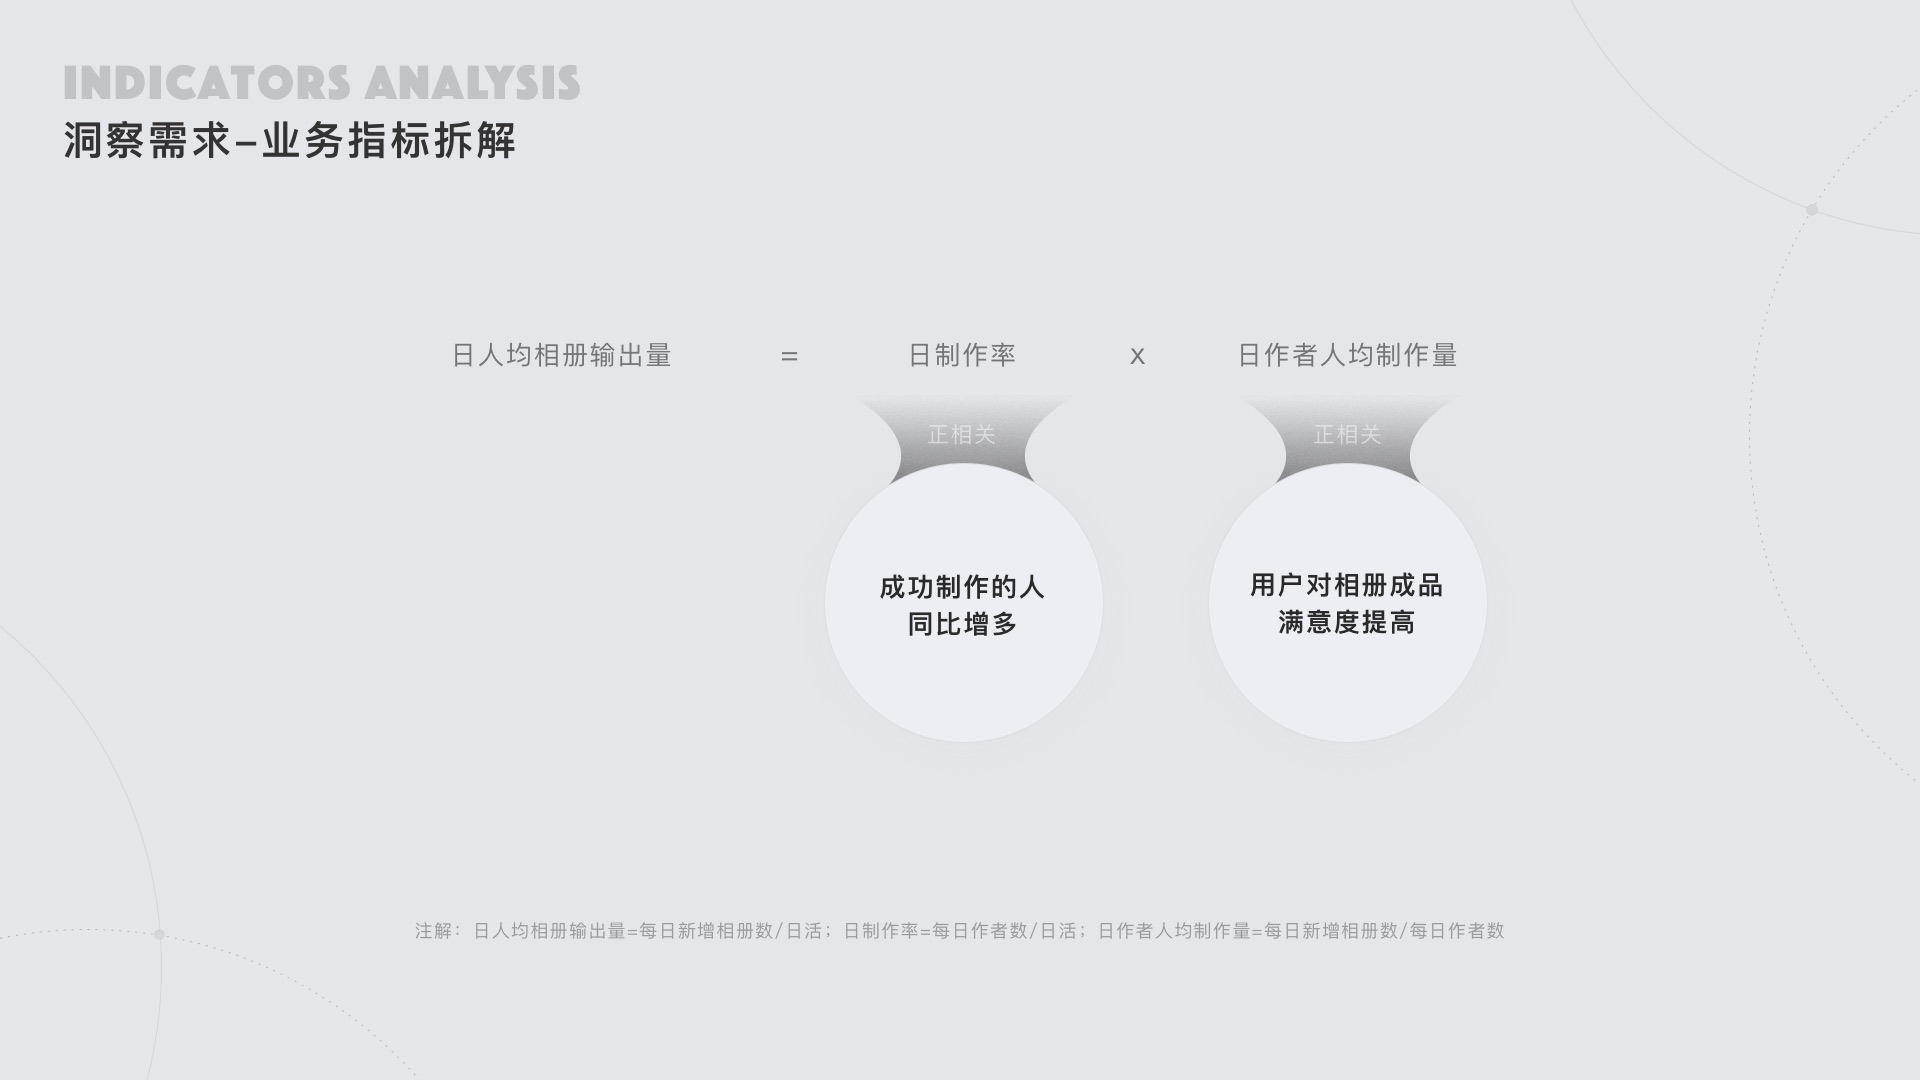 INDICATORS ANALYSIS
洞察需求–业务指标拆解
日人均相册输出量 = 日制作率 x 日作者人均制作量
正相关 正相关
成功制作的人
同比增多
用户对相册成品
满意度提高
注解：日人均相册输出量=每日新增相册数/日活；日制作率=每日作者数/日活；日作者人均制作量=每日新增相册数/每日作者数